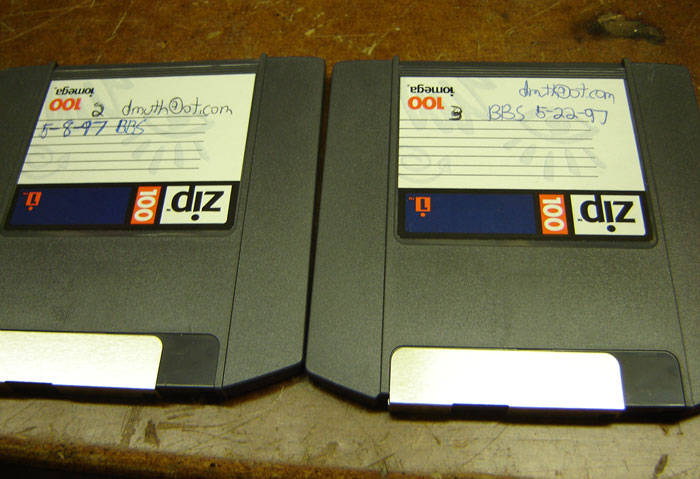 iomega
100 2 dmuth@ot.com
5-8-97 BBS
zip 100
iomega
dmuth@ot.com
100 3 BBS 5-22-97
zip 100